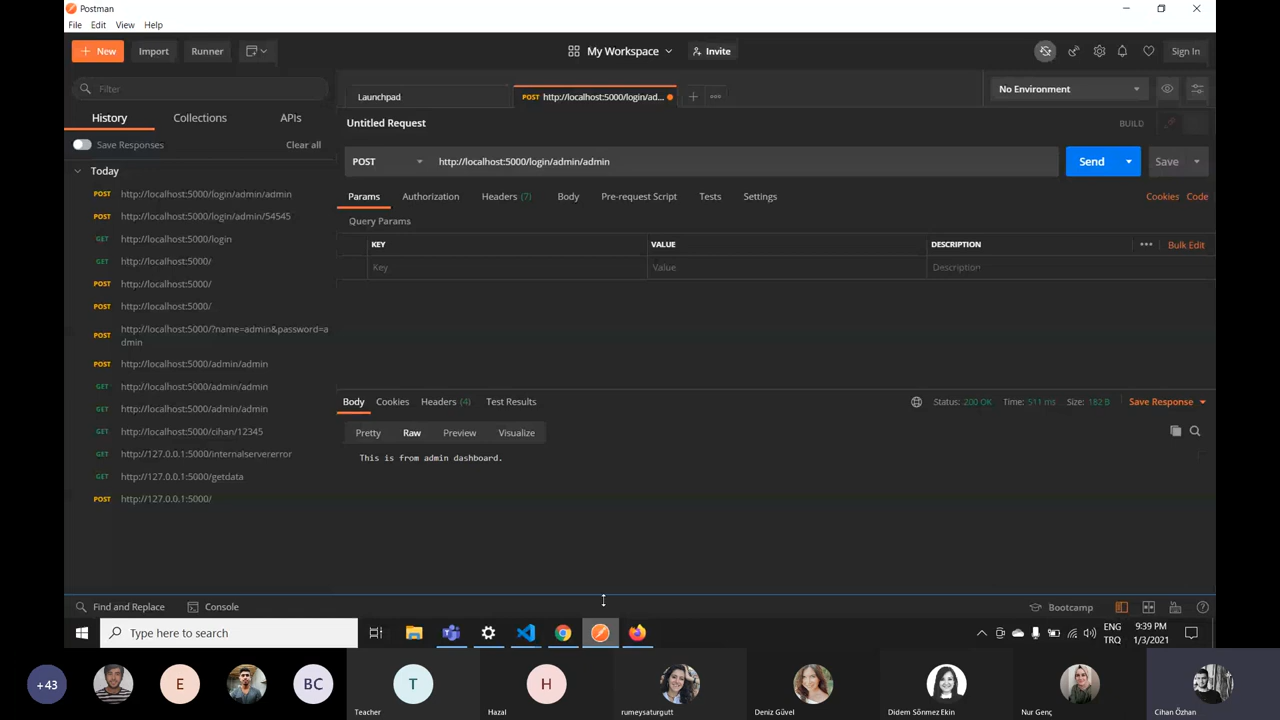 Postman
File Edit View Help
+ New Import Runner My Workspace Invite Sign In
Filter
Launchpad POST http://localhost:5000/login/ad... No Environment
History Collections APIs
Untitled Request BUILD
Save Responses Clear all
POST http://localhost:5000/login/admin/admin Send Save
Today
POST http://localhost:5000/login/admin/admin
POST http://localhost:5000/login/admin/54545
GET http://localhost:5000/login
GET http://localhost:5000/
POST http://localhost:5000/
POST http://localhost:5000/
POST http://localhost:5000/?name=admin&password=a
dmin
POST http://localhost:5000/admin/admin
GET http://localhost:5000/admin/admin
GET http://localhost:5000/admin/admin
GET http://localhost:5000/cihan/12345
GET http://127.0.0.1:5000/internalservererror
GET http://127.0.0.1:5000/getdata
POST http://127.0.0.1:5000/
Params Authorization Headers (7) Body Pre-request Script Tests Settings Cookies Code
Query Params
KEY VALUE DESCRIPTION ••• Bulk Edit
Key Value Description
Body Cookies Headers (4) Test Results Status: 200 OK Time: 511 ms Size: 182 B Save Response
Pretty Raw Preview Visualize
This is from admin dashboard.
Find and Replace Console Bootcamp
Type here to search ENG 9:39 PM
TRQ 1/3/2021
+43 E BC T H
Teacher Hazal rumeysaturgutt Deniz Güvel Didem Sönmez Ekin Nur Genç Cihan Özhan